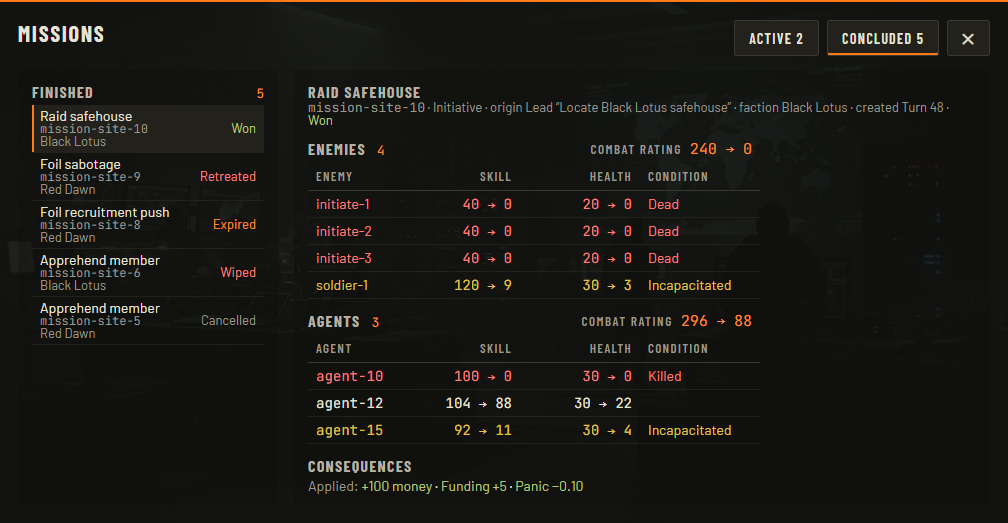 MISSIONS
ACTIVE 2
CONCLUDED 5
×
FINISHED 5
Raid safehouse
mission-site-10 Won
Black Lotus
Foil sabotage
mission-site-9 Retreated
Red Dawn
Foil recruitment push
mission-site-8 Expired
Red Dawn
Apprehend member
mission-site-6 Wiped
Black Lotus
Apprehend member
mission-site-5 Cancelled
Red Dawn
RAID SAFEHOUSE
mission-site-10 · Initiative · origin Lead “Locate Black Lotus safehouse” · faction Black Lotus · created Turn 48 ·
Won
ENEMIES 4 COMBAT RATING 240 → 0
ENEMY SKILL HEALTH CONDITION
initiate-1 40 → 0 20 → 0 Dead
initiate-2 40 → 0 20 → 0 Dead
initiate-3 40 → 0 20 → 0 Dead
soldier-1 120 → 9 30 → 3 Incapacitated
AGENTS 3 COMBAT RATING 296 → 88
AGENT SKILL HEALTH CONDITION
agent-10 100 → 0 30 → 0 Killed
agent-12 104 → 88 30 → 22
agent-15 92 → 11 30 → 4 Incapacitated
CONSEQUENCES
Applied: +100 money · Funding +5 · Panic −0.10